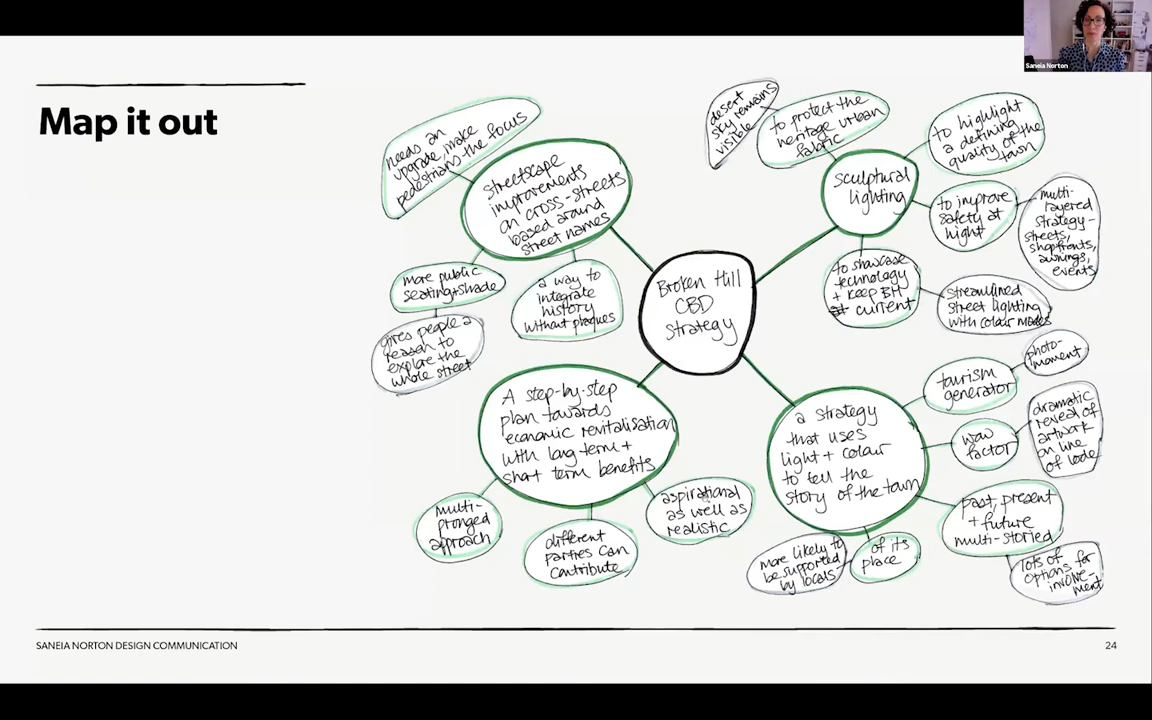 Saneia Norton
Map it out
needs an
upgrade, make
pedestrians the focus
streetscape
improvements
on cross-streets
based around
street names
more public
seating + shade
gives people a
reason to
explore the
whole street
a way to
integrate
history
without plaques
desert
sky remains
visible
to protect the
heritage urban
fabric
sculptural
lighting
to highlight
a defining
quality of the
town
to improve
safety at
night
multi-
layered
strategy -
streets,
shopfronts,
awnings,
events
to showcase
technology
+ keep BH
current
streamlined
street lighting
with colour modes
Broken Hill
CBD
strategy
A step-by-step
plan towards
economic revitalisation
with long term +
short term benefits
multi-
pronged
approach
different
parties can
contribute
aspirational
as well as
realistic
a strategy
that uses
light + colour
to tell the
story of the town
tourism
generator
photo-
moment
wow
factor
dramatic
reveal of
artwork
on line
of lode
past, present
+ future
multi-storied
lots of
options for
involve-
ment
of its
place
more likely to
be supported
by locals
SANEIA NORTON DESIGN COMMUNICATION
24